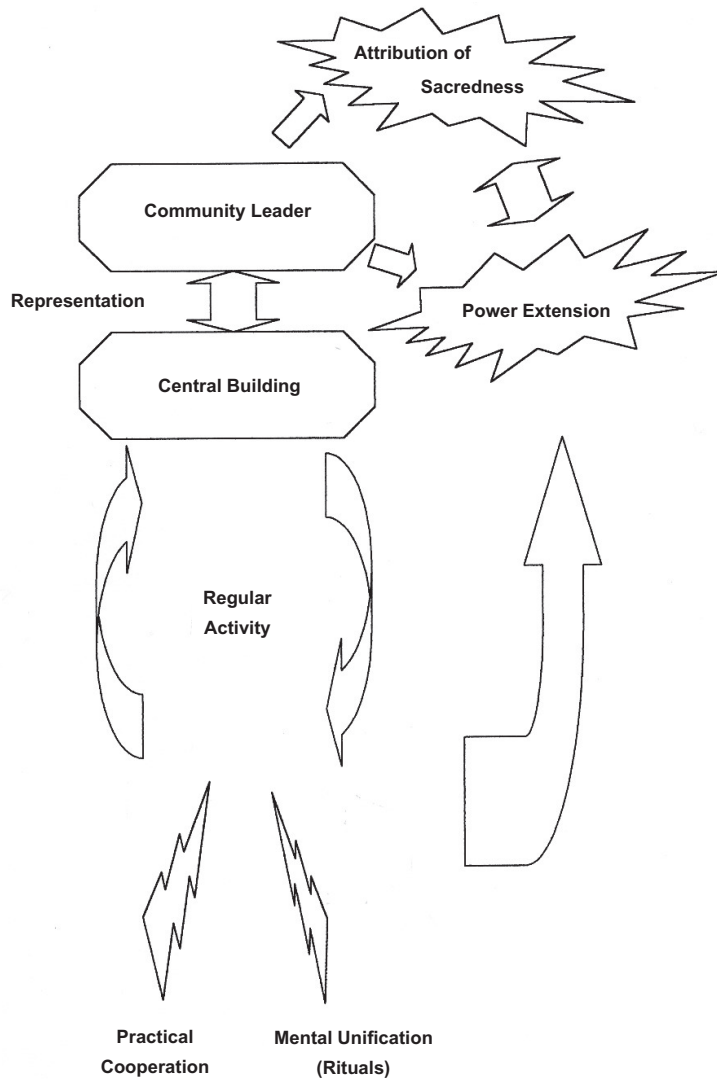 Attribution of
Sacredness
Community Leader
Representation
Power Extension
Central Building
Regular
Activity
Practical
Cooperation
Mental Unification
(Rituals)